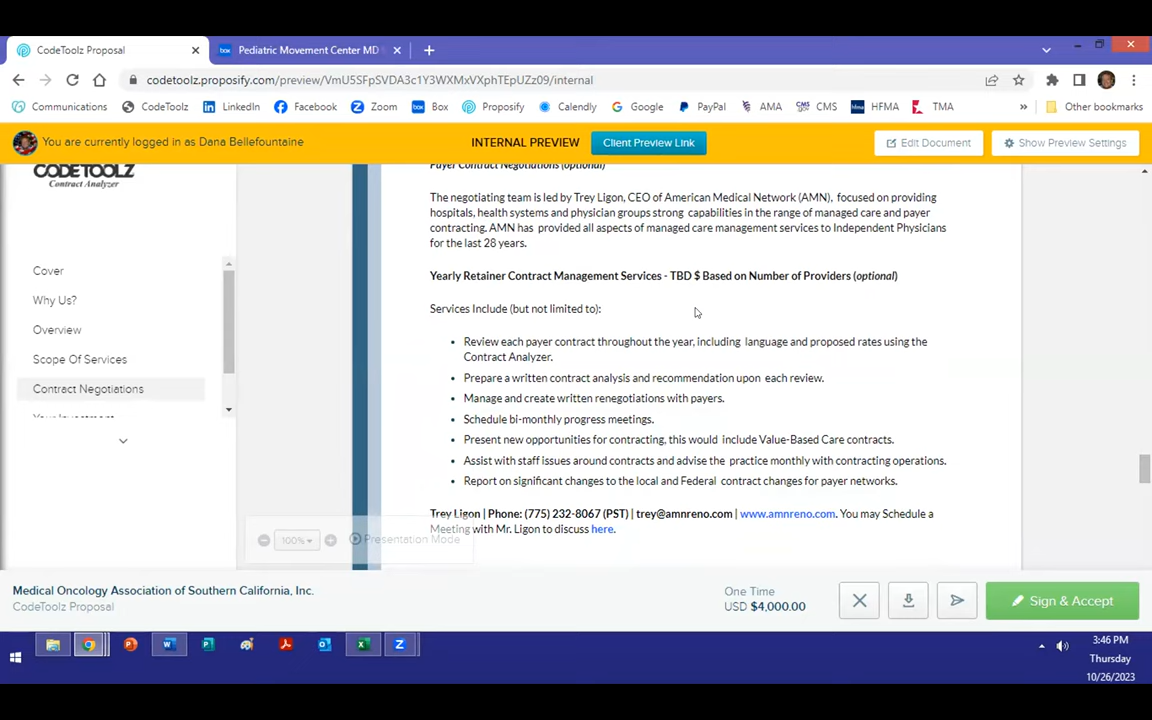 CodeToolz Proposal
Pediatric Movement Center MD
codetoolz.proposify.com/preview/VmU5SFpSVDA3c1Y3WXMxVXphTEpUZz09/internal
Communications CodeToolz LinkedIn Facebook Zoom Box Proposify Calendly Google PayPal AMA CMS HFMA TMA » Other bookmarks
You are currently logged in as Dana Bellefountaine
INTERNAL PREVIEW
Client Preview Link
Edit Document
Show Preview Settings
CODETOOLZ
Contract Analyzer
Cover
Why Us?
Overview
Scope Of Services
Contract Negotiations
Your Investment
Payer Contract Negotiations (optional)
The negotiating team is led by Trey Ligon, CEO of American Medical Network (AMN), focused on providing
hospitals, health systems and physician groups strong capabilities in the range of managed care and payer
contracting. AMN has provided all aspects of managed care management services to Independent Physicians
for the last 28 years.
Yearly Retainer Contract Management Services - TBD $ Based on Number of Providers (optional)
Services Include (but not limited to):
• Review each payer contract throughout the year, including language and proposed rates using the
Contract Analyzer.
• Prepare a written contract analysis and recommendation upon each review.
• Manage and create written renegotiations with payers.
• Schedule bi-monthly progress meetings.
• Present new opportunities for contracting, this would include Value-Based Care contracts.
• Assist with staff issues around contracts and advise the practice monthly with contracting operations.
• Report on significant changes to the local and Federal contract changes for payer networks.
Trey Ligon | Phone: (775) 232-8067 (PST) | trey@amnreno.com | www.amnreno.com. You may Schedule a
Meeting with Mr. Ligon to discuss here.
100%
Presentation Mode
Medical Oncology Association of Southern California, Inc.
CodeToolz Proposal
One Time
USD $4,000.00
Sign & Accept
3:46 PM
Thursday
10/26/2023